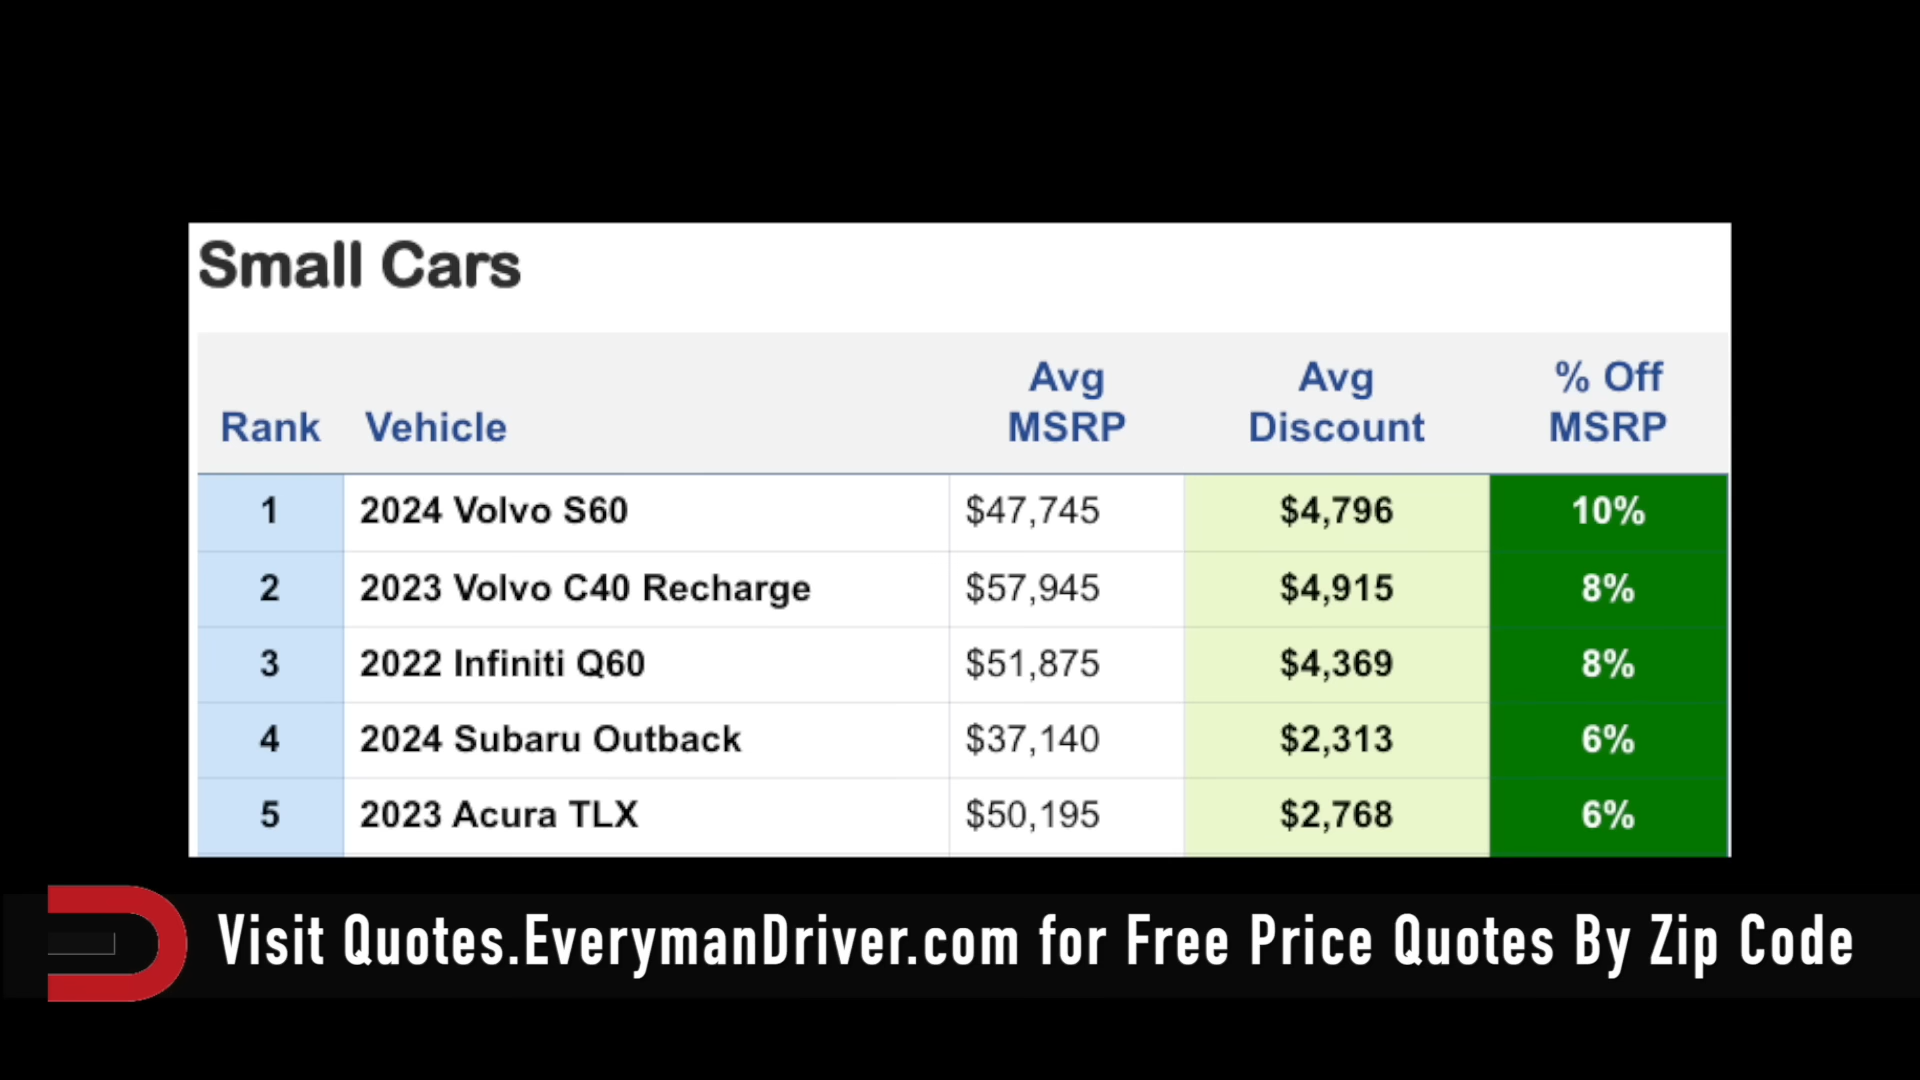 Small Cars
Rank Vehicle Avg MSRP Avg Discount % Off MSRP
1 2024 Volvo S60 $47,745 $4,796 10%
2 2023 Volvo C40 Recharge $57,945 $4,915 8%
3 2022 Infiniti Q60 $51,875 $4,369 8%
4 2024 Subaru Outback $37,140 $2,313 6%
5 2023 Acura TLX $50,195 $2,768 6%
Visit Quotes.EverymanDriver.com for Free Price Quotes By Zip Code